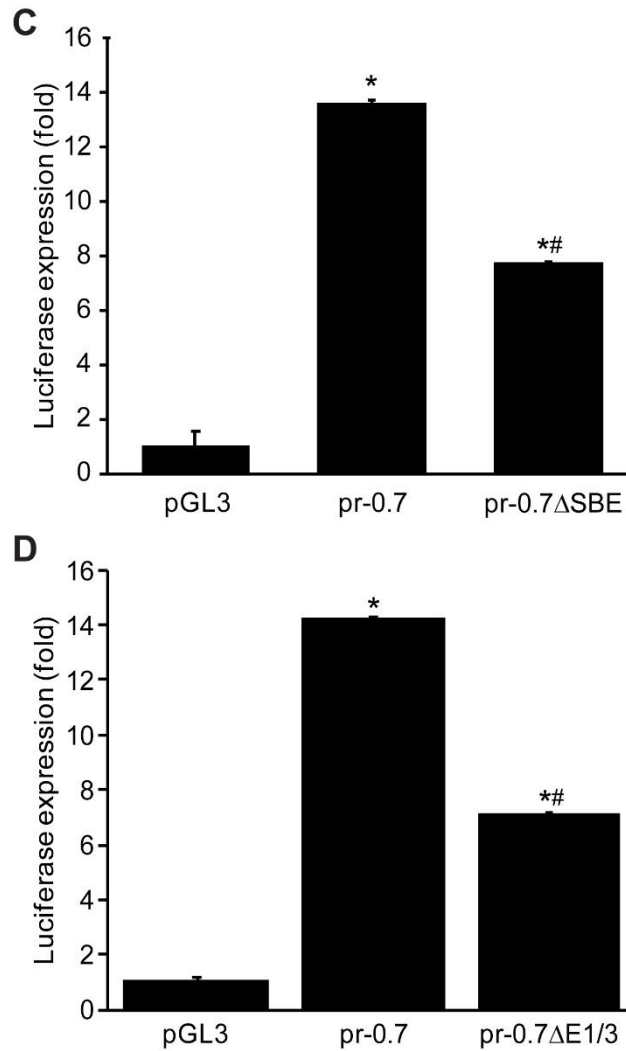 C
Luciferase expression (fold)
16
14
12
10
8
6
4
2
0
*
*#
pGL3
pr-0.7
pr-0.7ΔSBE
D
Luciferase expression (fold)
16
14
12
10
8
6
4
2
0
*
*#
pGL3
pr-0.7
pr-0.7ΔE1/3